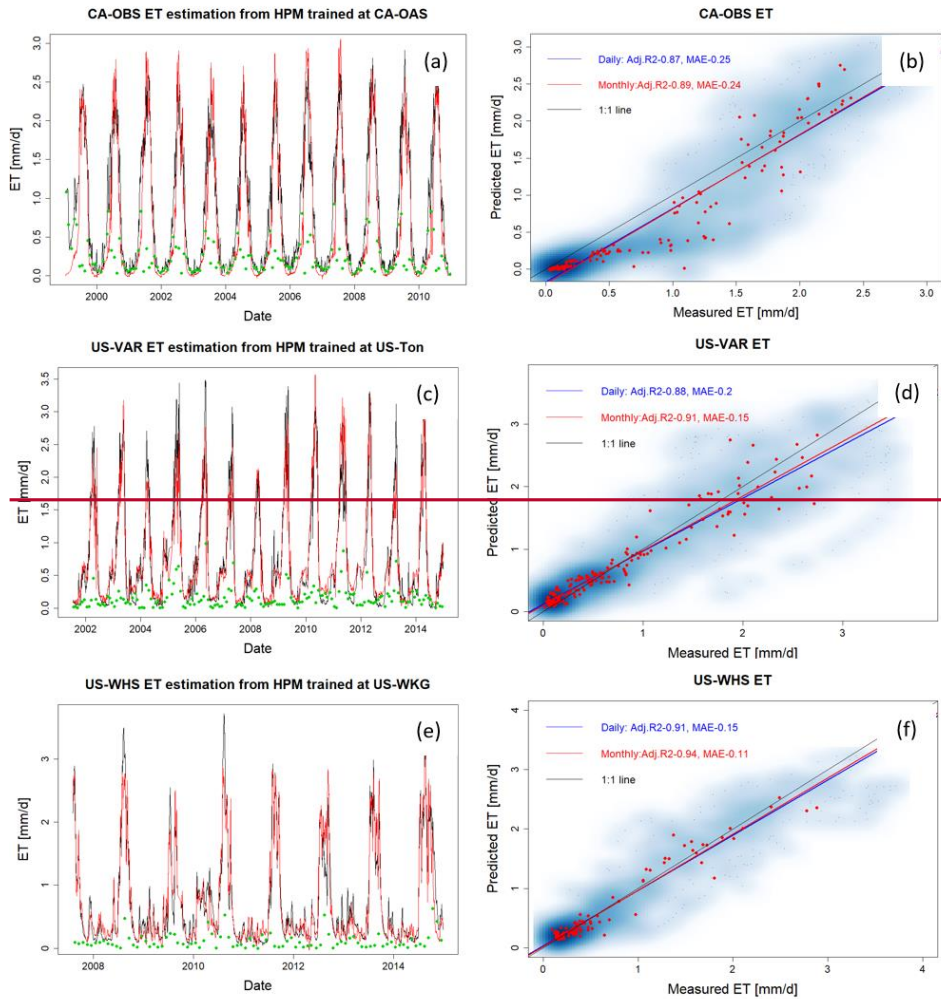 CA-OBS ET estimation from HPM trained at CA-OAS
CA-OBS ET
(a)
ET [mm/d]
3.0
2.5
2.0
1.5
1.0
0.5
0.0
2000 2002 2004 2006 2008 2010
Date
(b)
Daily: Adj.R2-0.87, MAE-0.25
Monthly:Adj.R2-0.89, MAE-0.24
1:1 line
Predicted ET [mm/d]
3.0
2.5
2.0
1.5
1.0
0.5
0.0
0.0 0.5 1.0 1.5 2.0 2.5 3.0
Measured ET [mm/d]
US-VAR ET estimation from HPM trained at US-Ton
US-VAR ET
(c)
ET [mm/d]
3.5
3.0
2.5
2.0
1.5
1.0
0.5
0.0
2002 2004 2006 2008 2010 2012 2014
Date
(d)
Daily: Adj.R2-0.88, MAE-0.2
Monthly:Adj.R2-0.91, MAE-0.15
1:1 line
Predicted ET [mm/d]
3
2
1
0
0 1 2 3
Measured ET [mm/d]
US-WHS ET estimation from HPM trained at US-WKG
US-WHS ET
(e)
ET [mm/d]
3
2
1
0
2008 2010 2012 2014
Date
(f)
Daily: Adj.R2-0.91, MAE-0.15
Monthly:Adj.R2-0.94, MAE-0.11
1:1 line
Predicted ET [mm/d]
4
3
2
1
0
0 1 2 3 4
Measured ET [mm/d]